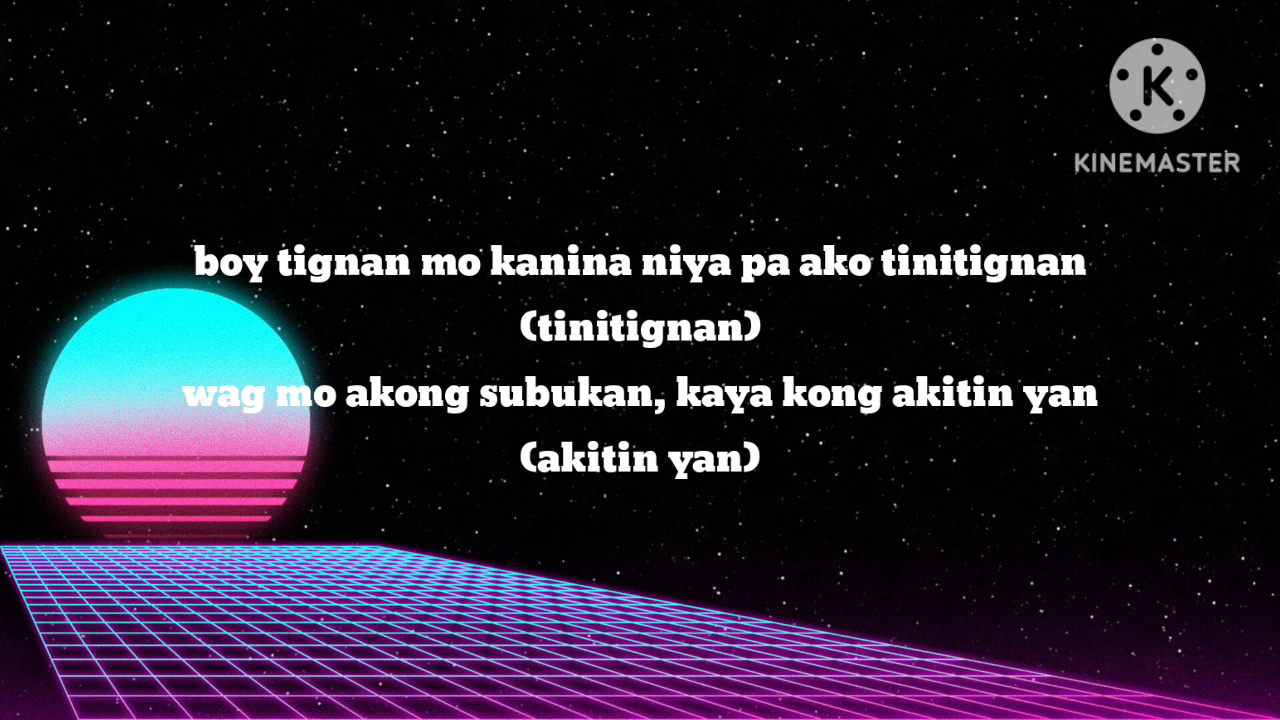 K
KINEMASTER
boy tignan mo kanina niya pa ako tinitignan
(tinitignan)
wag mo akong subukan, kaya kong akitin yan
(akitin yan)